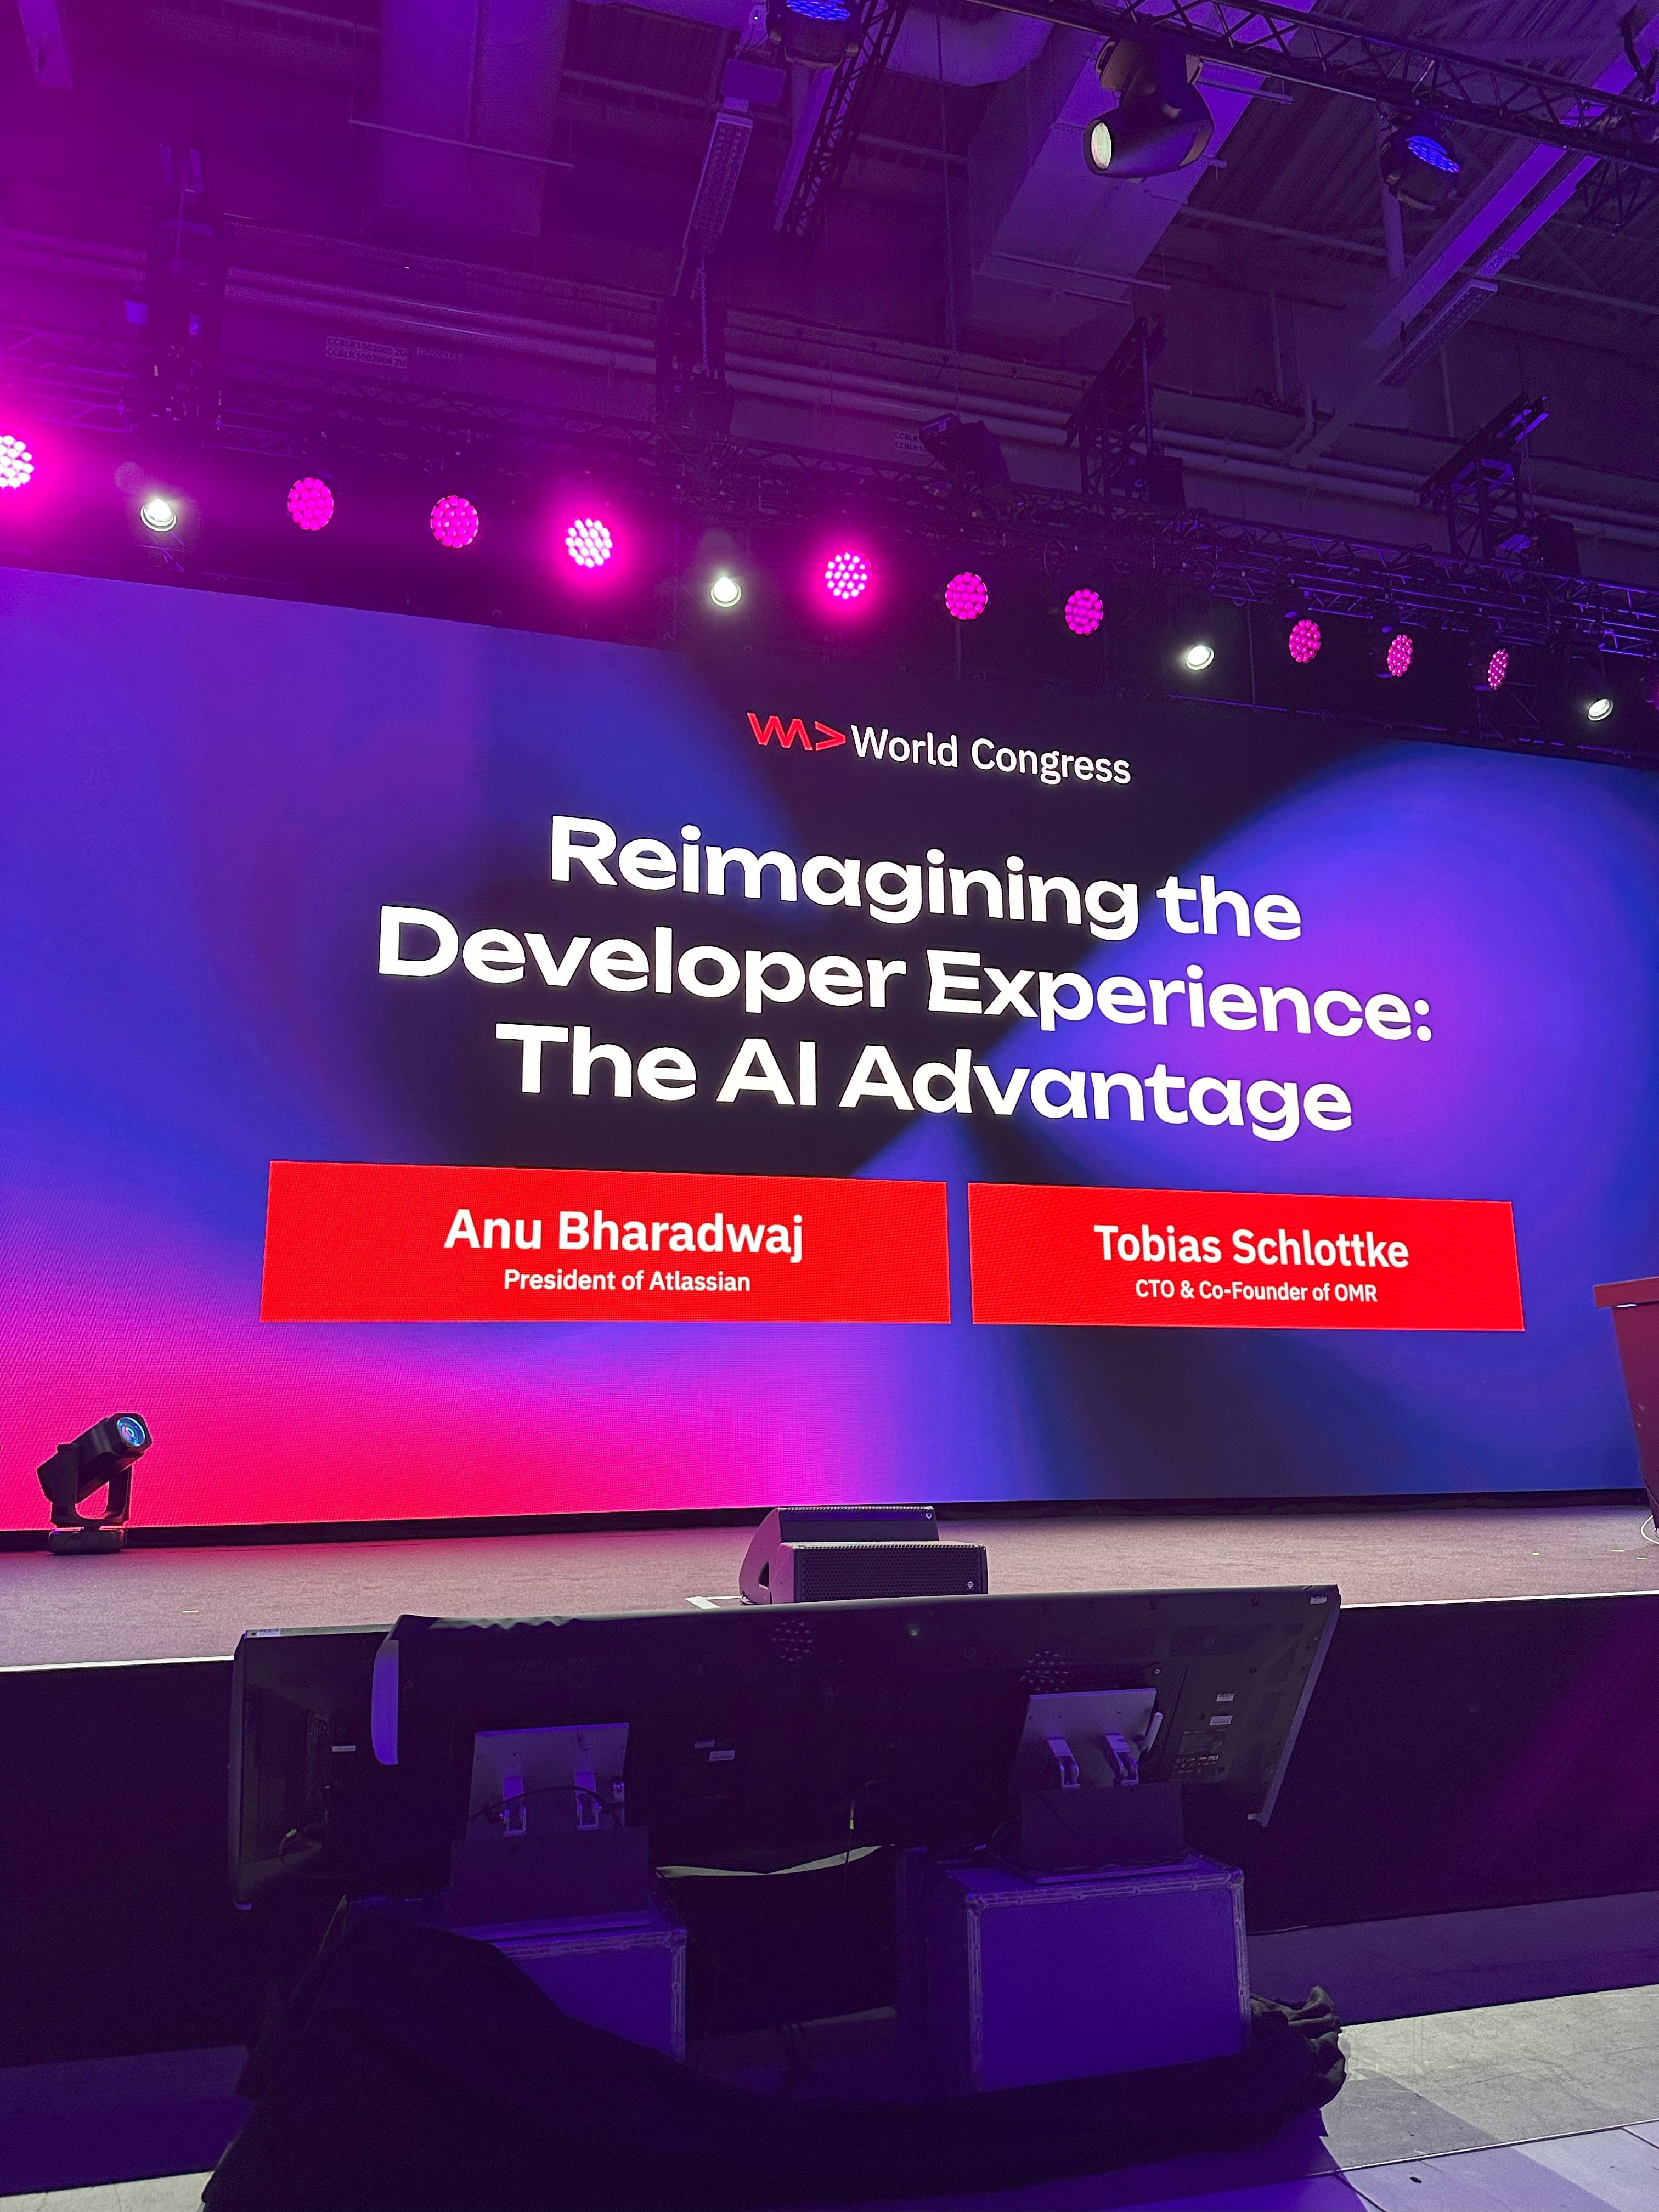 World Congress
Reimagining the
Developer Experience:
The AI Advantage
Anu Bharadwaj
President of Atlassian
Tobias Schlottke
CTO & Co-Founder of OMR